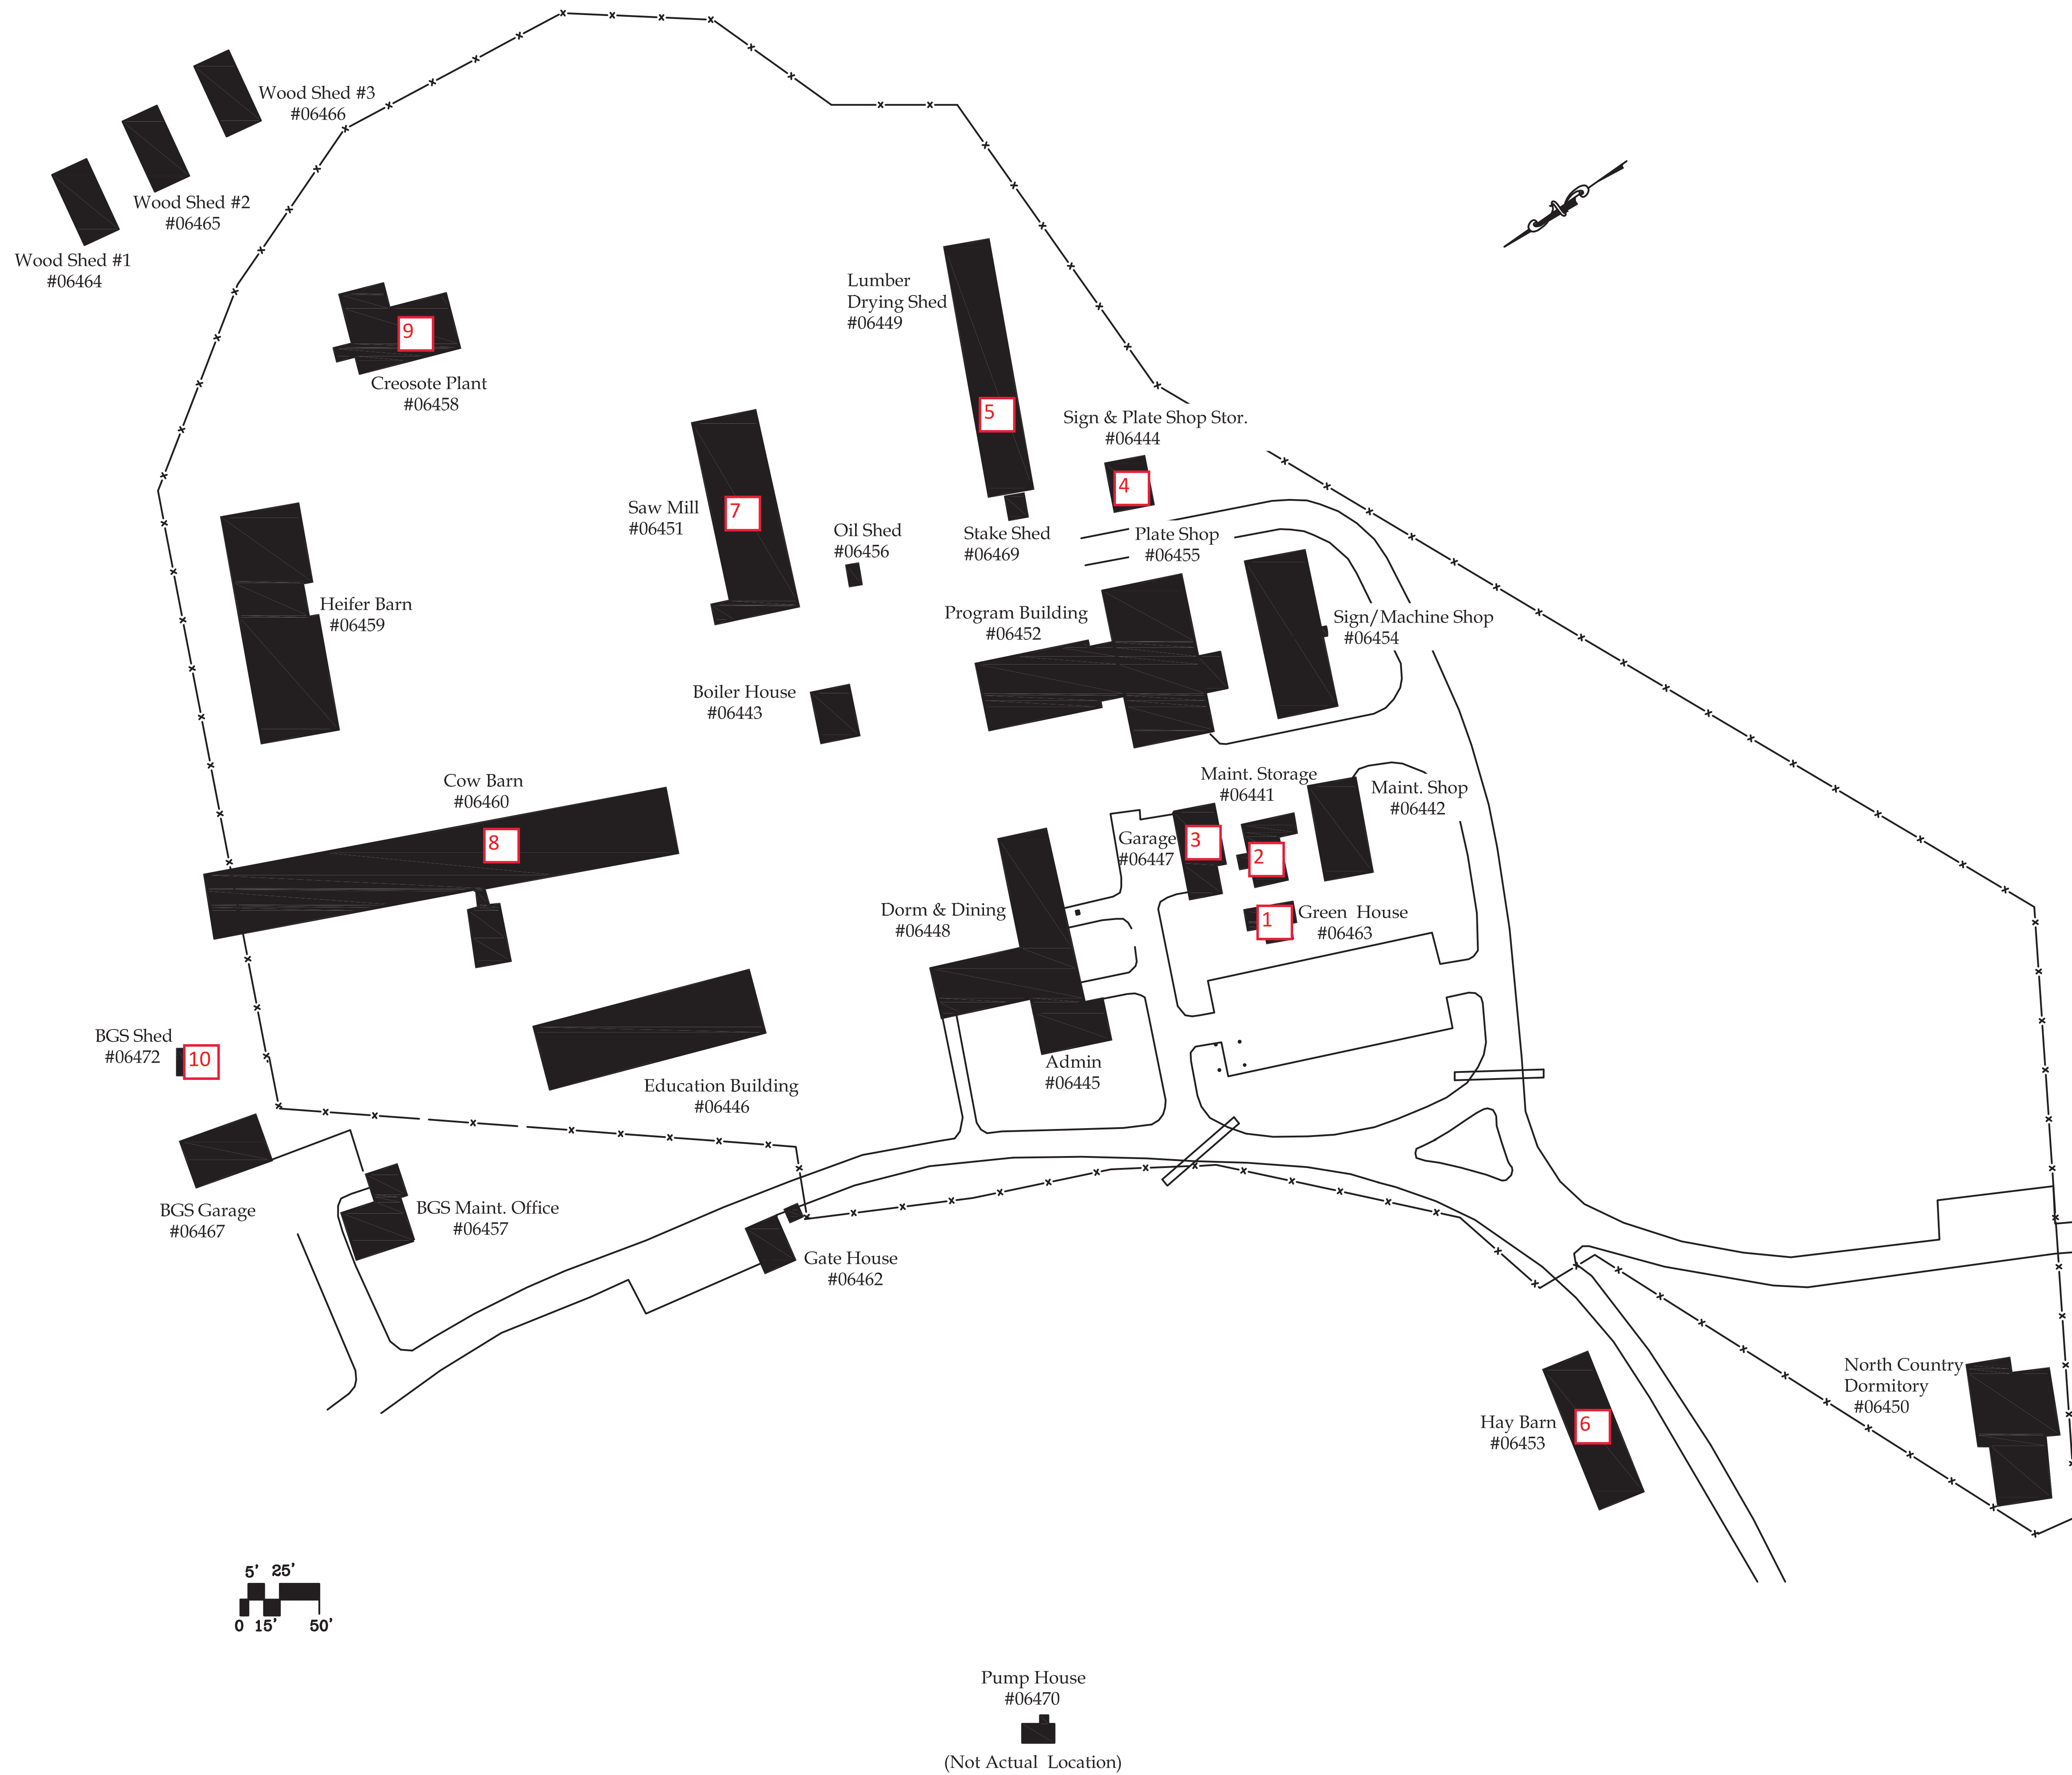 Wood Shed #3
#06466
Wood Shed #2
#06465
Wood Shed #1
#06464
9
Creosote Plant
#06458
Lumber
Drying Shed
#06449
5
Sign & Plate Shop Stor.
#06444
4
Saw Mill
#06451
7
Oil Shed
#06456
Stake Shed
#06469
Plate Shop
#06455
Heifer Barn
#06459
Program Building
#06452
Sign/Machine Shop
#06454
Boiler House
#06443
Cow Barn
#06460
8
Maint. Storage
#06441
Maint. Shop
#06442
Garage
#06447
3
2
Dorm & Dining
#06448
1
Green House
#06463
BGS Shed
#06472
10
Education Building
#06446
Admin
#06445
BGS Garage
#06467
BGS Maint. Office
#06457
Gate House
#06462
North Country
Dormitory
#06450
Hay Barn
#06453
6
5' 25'
0 15' 50'
Pump House
#06470
(Not Actual Location)